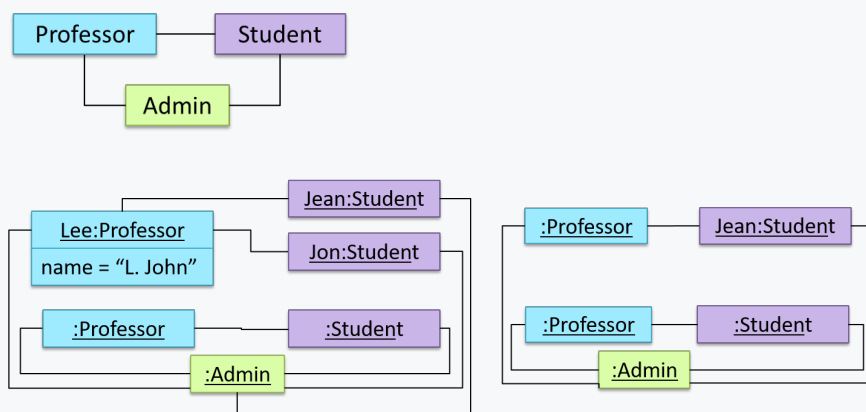 Professor
Student
Admin
Jean:Student
Lee:Professor
name = “L. John”
Jon:Student
:Professor
:Student
:Admin
:Professor
Jean:Student
:Professor
:Student
:Admin